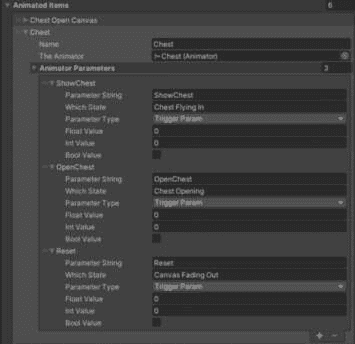 Animated Items 6
Chest Open Canvas
Chest
Name Chest
The Animator Chest (Animator)
Animator Parameters 3
ShowChest
Parameter String ShowChest
Which State Chest Flying In
Parameter Type Trigger Param
Float Value 0
Int Value 0
Bool Value
OpenChest
Parameter String OpenChest
Which State Chest Opening
Parameter Type Trigger Param
Float Value 0
Int Value 0
Bool Value
Reset
Parameter String Reset
Which State Canvas Fading Out
Parameter Type Trigger Param
Float Value 0
Int Value 0
Bool Value